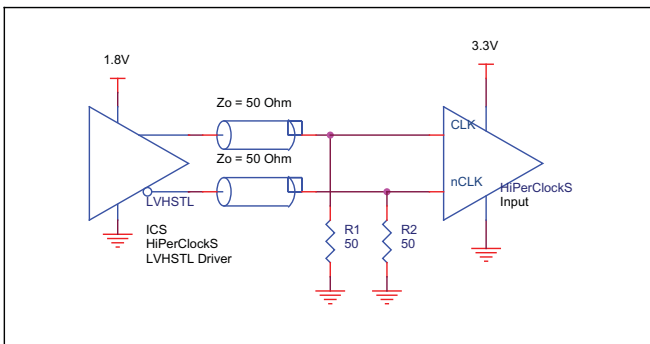 1.8V
3.3V
Zo = 50 Ohm
CLK
Zo = 50 Ohm
nCLK
HiPerClockS
Input
LVHSTL
ICS
HiPerClockS
LVHSTL Driver
R1
50
R2
50